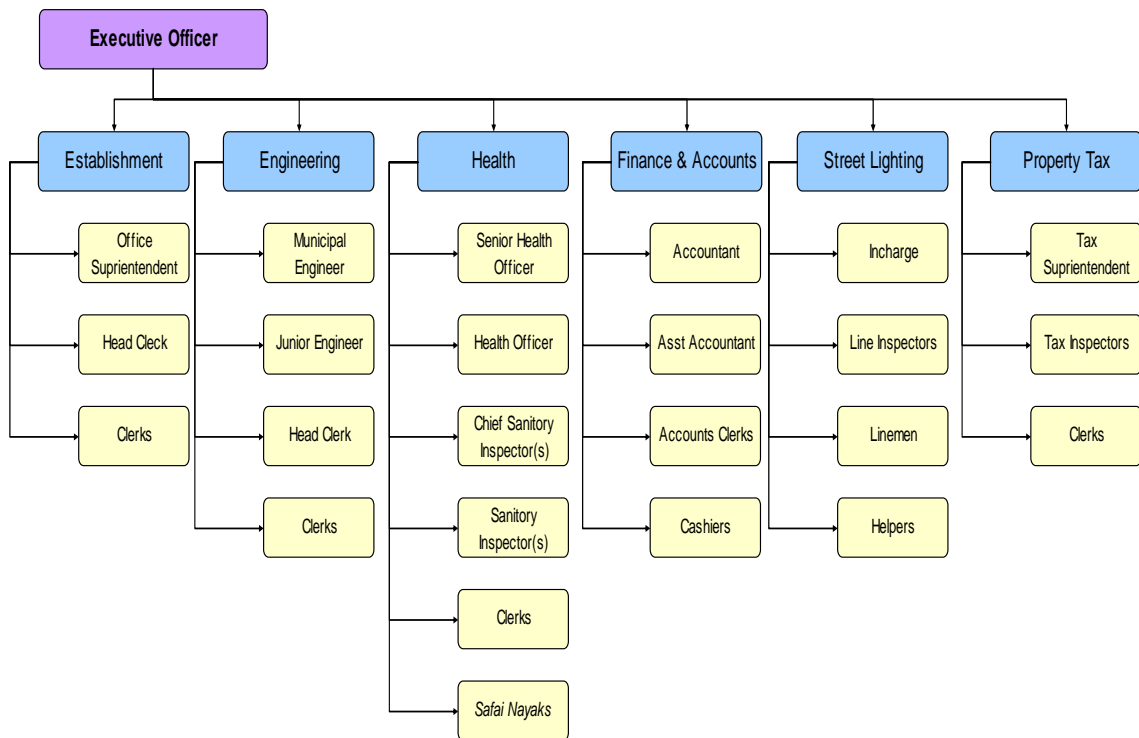 Executive Officer
Establishment
Engineering
Health
Finance & Accounts
Street Lighting
Property Tax
Office
Suprientendent
Municipal
Engineer
Senior Health
Officer
Accountant
Incharge
Tax
Suprientendent
Head Cleck
Junior Engineer
Health Officer
Asst Accountant
Line Inspectors
Tax Inspectors
Clerks
Head Clerk
Chief Sanitory
Inspector(s)
Accounts Clerks
Linemen
Clerks
Clerks
Sanitory
Inspector(s)
Cashiers
Helpers
Clerks
Safai Nayaks